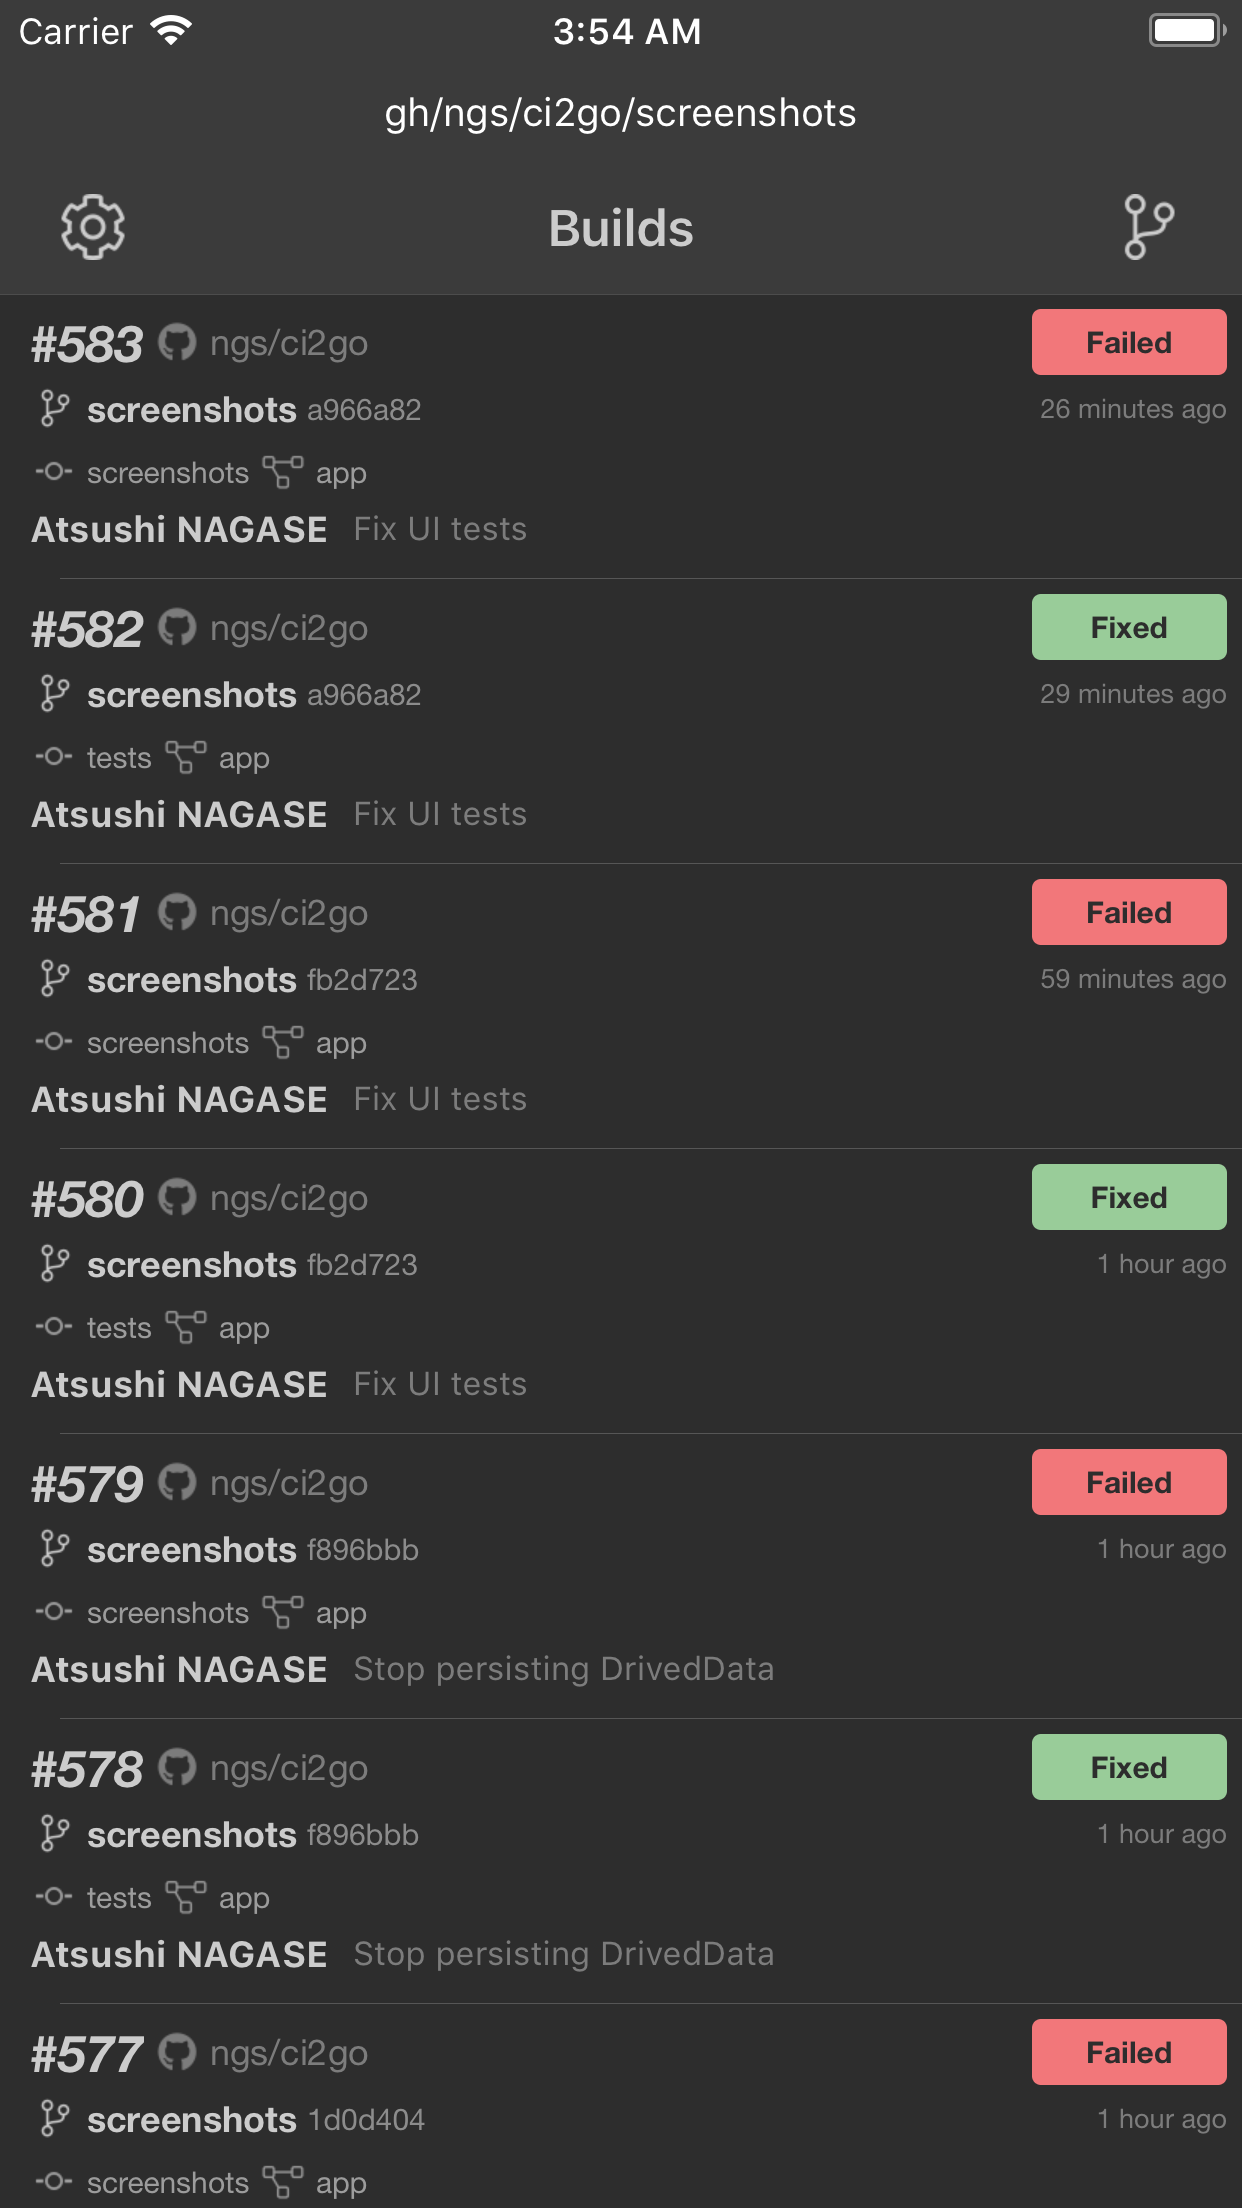 Carrier 3:54 AM
gh/ngs/ci2go/screenshots
Builds
#583 ngs/ci2go Failed
screenshots a966a82 26 minutes ago
screenshots app
Atsushi NAGASE Fix UI tests
#582 ngs/ci2go Fixed
screenshots a966a82 29 minutes ago
tests app
Atsushi NAGASE Fix UI tests
#581 ngs/ci2go Failed
screenshots fb2d723 59 minutes ago
screenshots app
Atsushi NAGASE Fix UI tests
#580 ngs/ci2go Fixed
screenshots fb2d723 1 hour ago
tests app
Atsushi NAGASE Fix UI tests
#579 ngs/ci2go Failed
screenshots f896bbb 1 hour ago
screenshots app
Atsushi NAGASE Stop persisting DrivedData
#578 ngs/ci2go Fixed
screenshots f896bbb 1 hour ago
tests app
Atsushi NAGASE Stop persisting DrivedData
#577 ngs/ci2go Failed
screenshots 1d0d404 1 hour ago
screenshots app